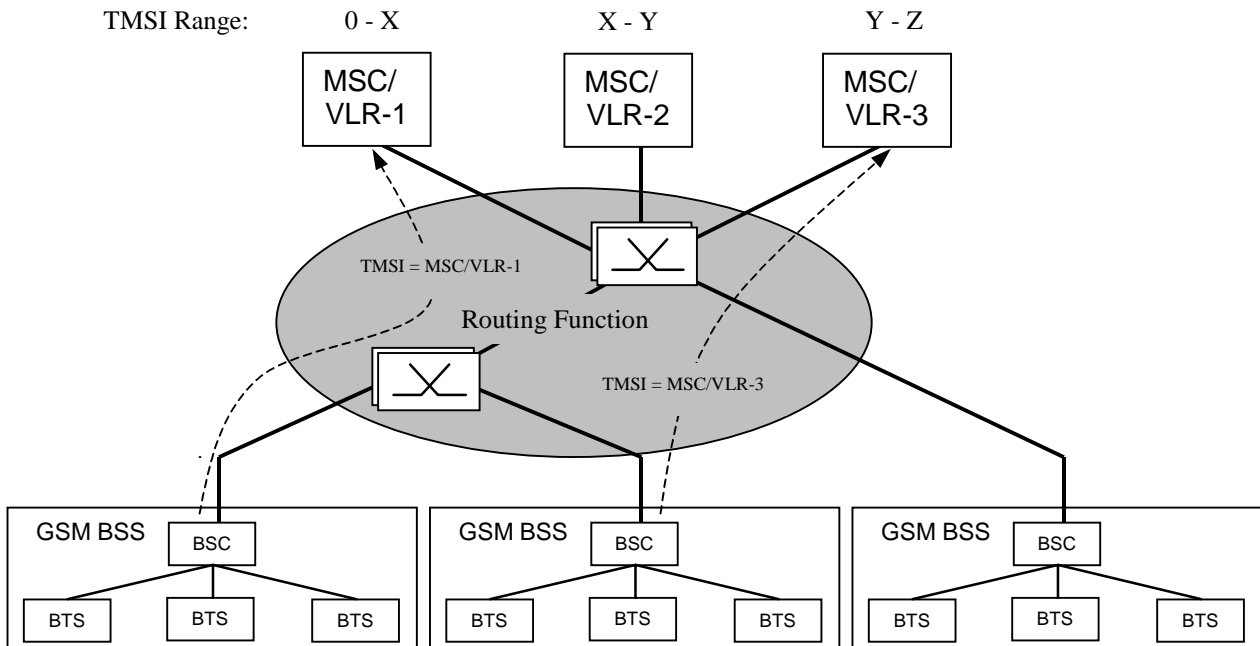 TMSI Range: 0 - X X - Y Y - Z
MSC/
VLR-1
MSC/
VLR-2
MSC/
VLR-3
TMSI = MSC/VLR-1
Routing Function
TMSI = MSC/VLR-3
GSM BSS
BSC
BTS
BTS
BTS
GSM BSS
BSC
BTS
BTS
BTS
GSM BSS
BSC
BTS
BTS
BTS